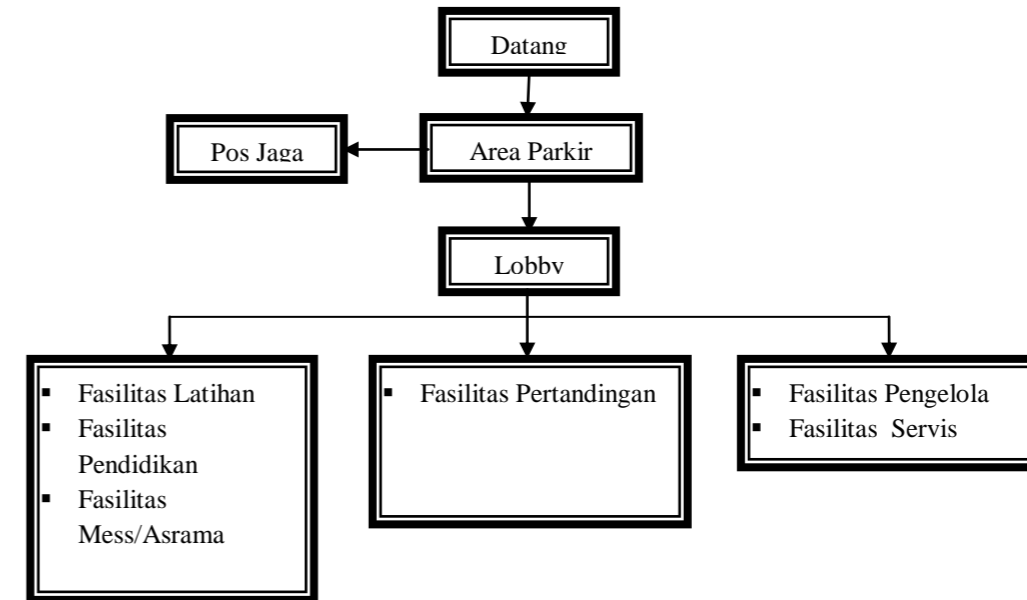 Datang
Pos Jaga
Area Parkir
Lobby
▪ Fasilitas Latihan
▪ Fasilitas
Pendidikan
▪ Fasilitas
Mess/Asrama
▪ Fasilitas Pertandingan
▪ Fasilitas Pengelola
▪ Fasilitas Servis